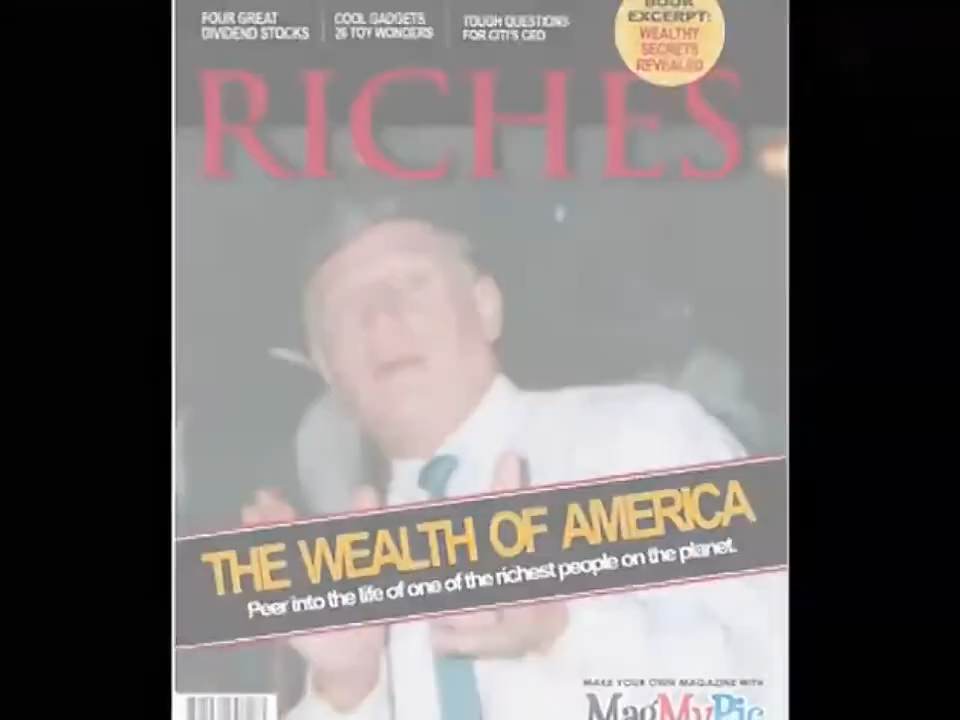 FOUR GREAT
DIVIDEND STOCKS
COOL GADGETS,
26 TOY WONDERS
TOUGH QUESTIONS
FOR CITI'S CEO
BOOK
EXCERPT:
WEALTHY
SECRETS
REVEALED
RICHES
THE WEALTH OF AMERICA
Peer into the life of one of the richest people on the planet.
MAKE YOUR OWN MAGAZINE WITH
MagMyPic